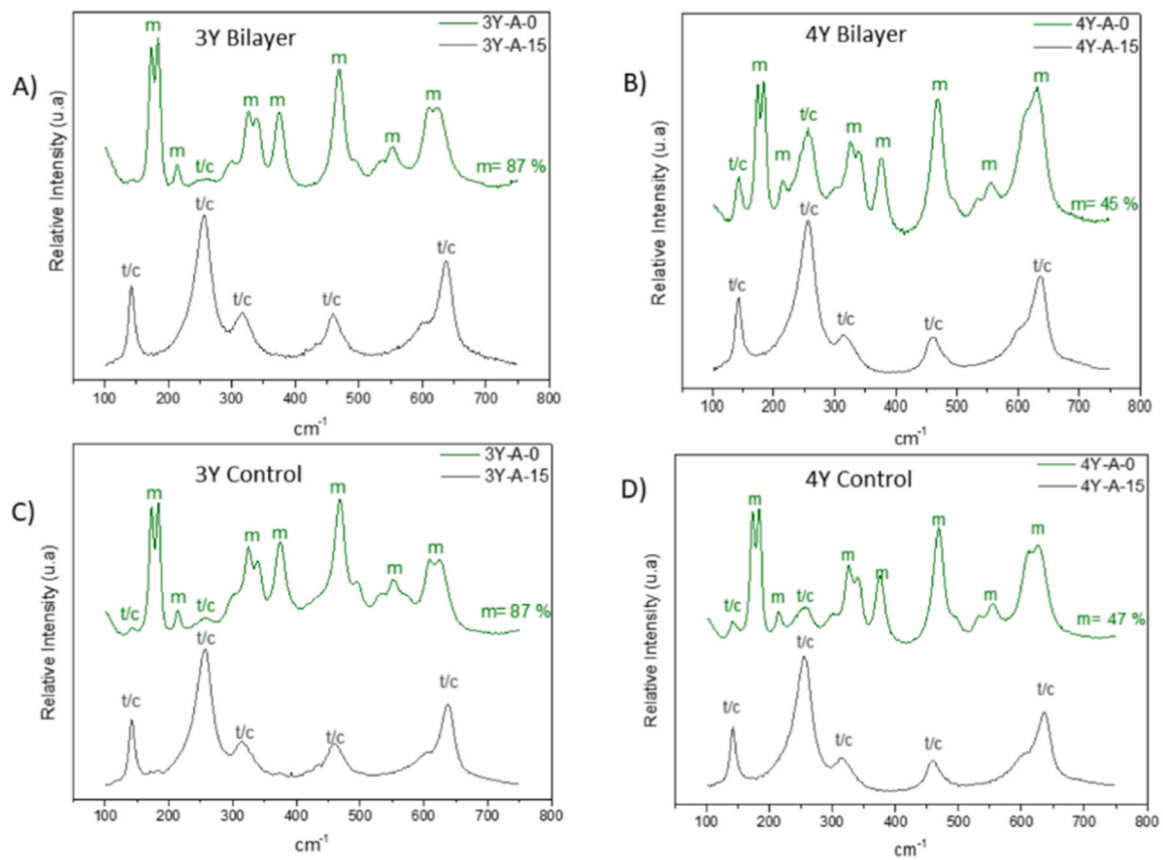 A)
3Y Bilayer
3Y-A-0
3Y-A-15
Relative Intensity (u.a)
m
m
t/c
m
m
m
m
m
m= 87 %
t/c
t/c
t/c
t/c
t/c
100 200 300 400 500 600 700 800
cm-1
B)
4Y Bilayer
4Y-A-0
4Y-A-15
Relative Intensity (u.a)
t/c
m
m
t/c
m
m
m
m
m
m= 45 %
t/c
t/c
t/c
t/c
t/c
100 200 300 400 500 600 700 800
cm-1
C)
3Y Control
3Y-A-0
3Y-A-15
Relative Intensity (u.a)
t/c
m
m
t/c
m
m
m
m
m
m= 87 %
t/c
t/c
t/c
t/c
t/c
100 200 300 400 500 600 700 800
cm-1
D)
4Y Control
4Y-A-0
4Y-A-15
Relative Intensity (u.a)
t/c
m
m
t/c
m
m
m
m
m
m= 47 %
t/c
t/c
t/c
t/c
t/c
100 200 300 400 500 600 700 800
cm-1